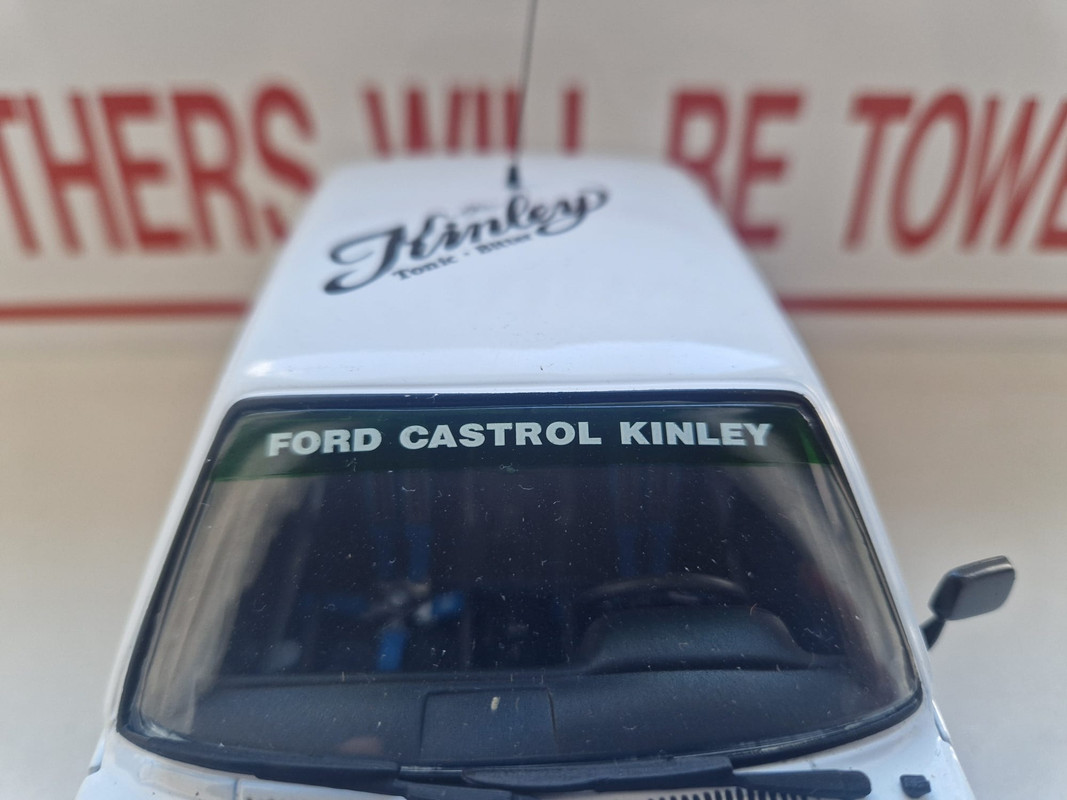 THERS WILL BE TOWE
Kinley
Tonic · Bitter
FORD CASTROL KINLEY